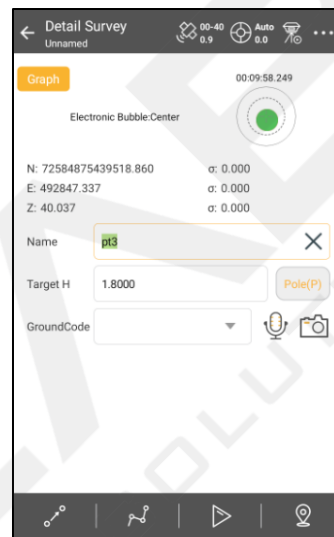 Detail Survey
Unnamed
00-40
0.9
Auto
0.0
Graph
00:09:58.249
Electronic Bubble:Center
N: 72584875439518.860
σ: 0.000
E: 492847.337
σ: 0.000
Z: 40.037
σ: 0.000
Name
pt3
Target H
1.8000
Pole(P)
GroundCode